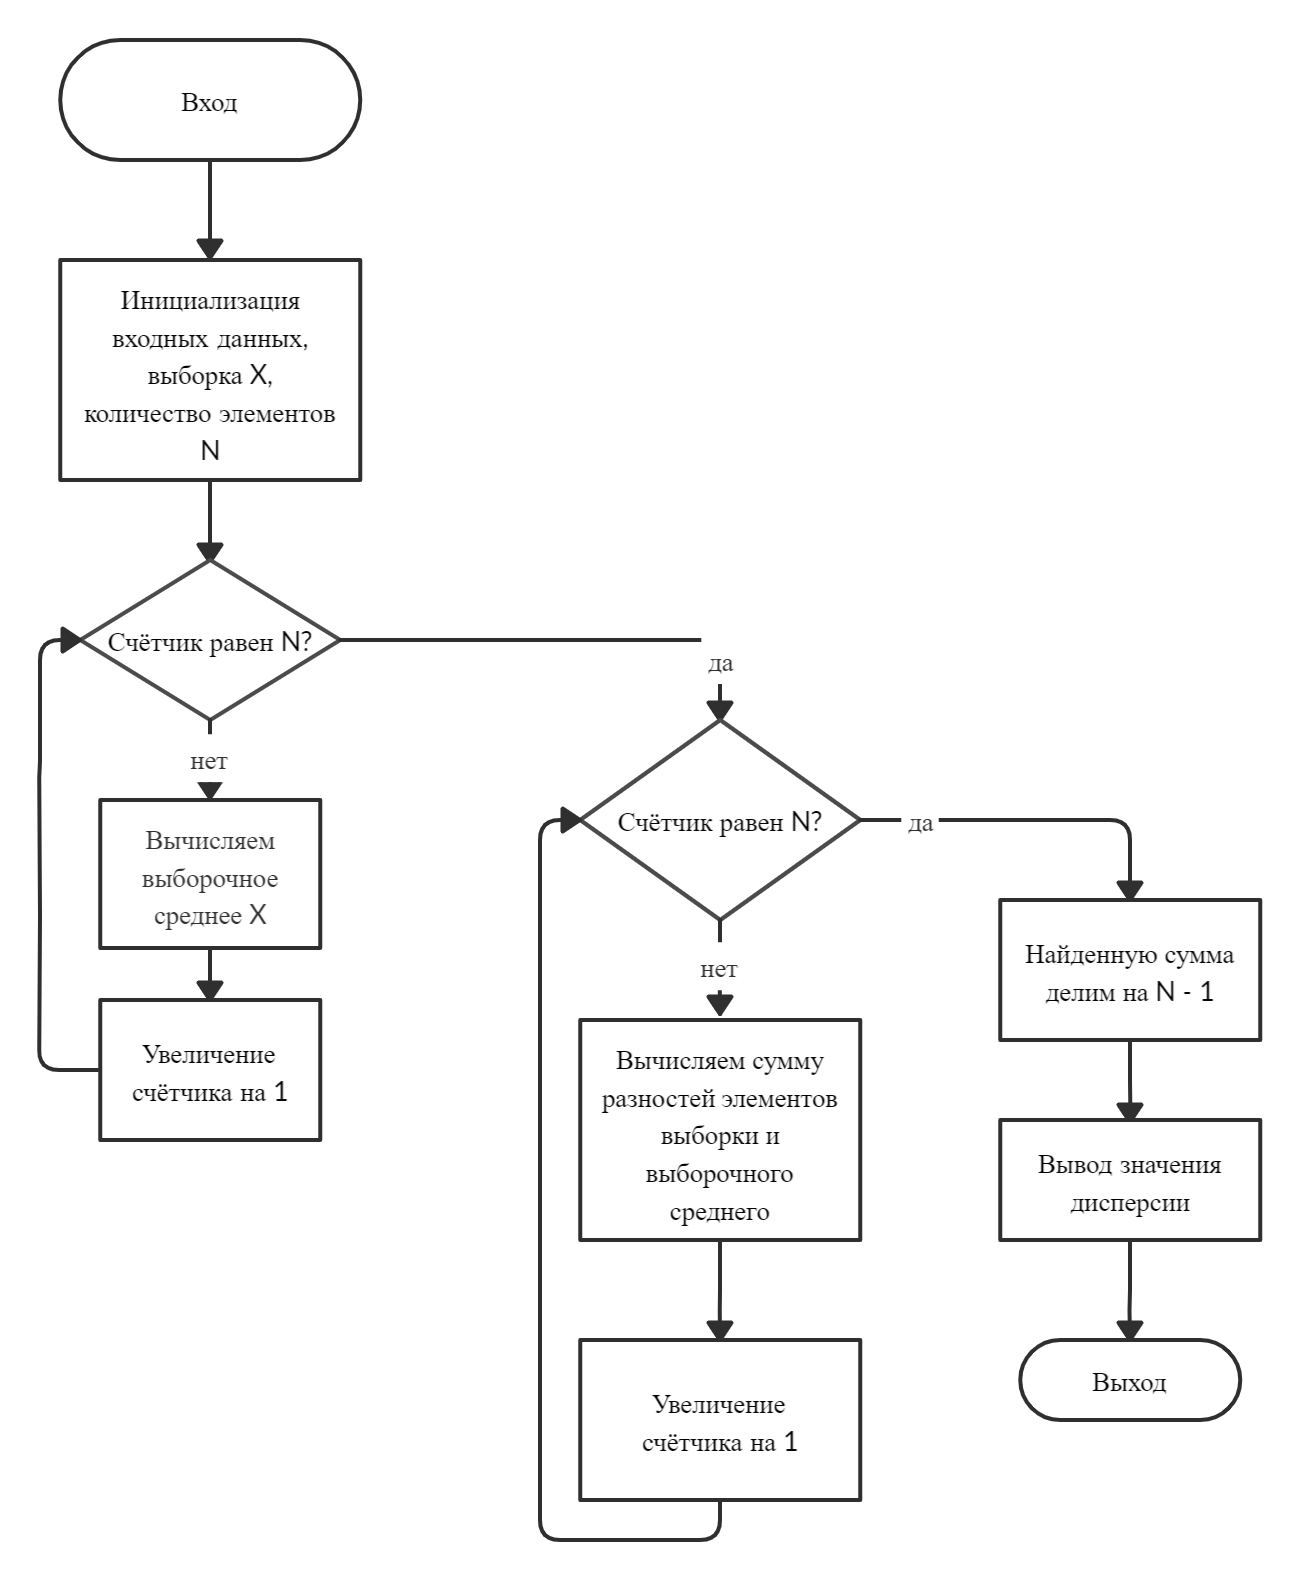 Вход
Инициализация
входных данных,
выборка X,
количество элементов
N
Счётчик равен N?
нет
Вычисляем
выборочное
среднее X
Увеличение
счётчика на 1
да
Счётчик равен N?
нет
Вычисляем сумму
разностей элементов
выборки и
выборочного
среднего
Увеличение
счётчика на 1
да
Найденную сумма
делим на N - 1
Вывод значения
дисперсии
Выход